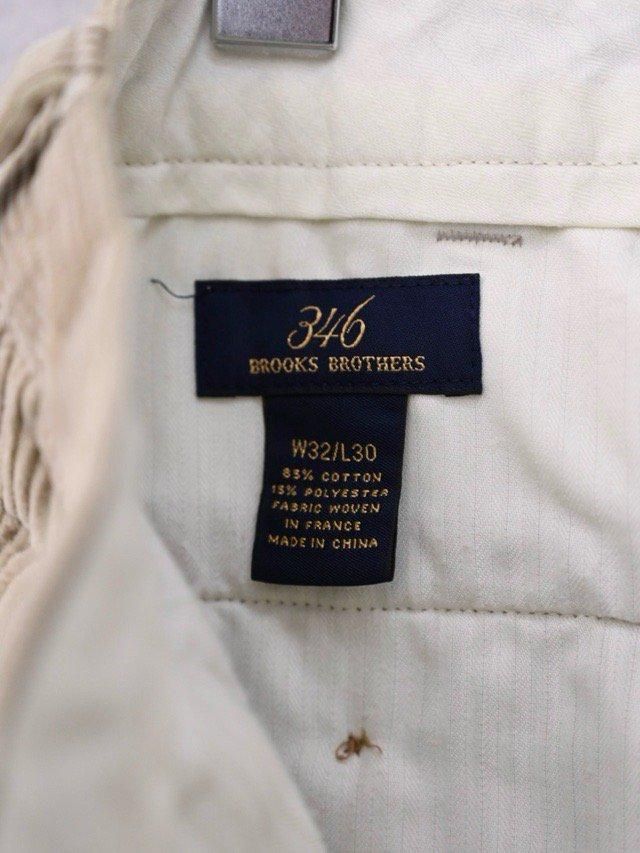 346
BROOKS BROTHERS
W32/L30
85% COTTON
15% POLYESTER
FABRIC WOVEN
IN FRANCE
MADE IN CHINA